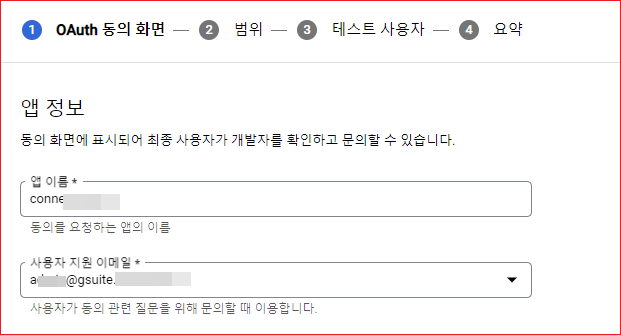 1 OAuth 동의 화면 — 2 범위 — 3 테스트 사용자 — 4 요약
앱 정보
동의 화면에 표시되어 최종 사용자가 개발자를 확인하고 문의할 수 있습니다.
앱 이름 *
conne
동의를 요청하는 앱의 이름
사용자 지원 이메일 *
@gsuite.
사용자가 동의 관련 질문을 위해 문의할 때 이용합니다.